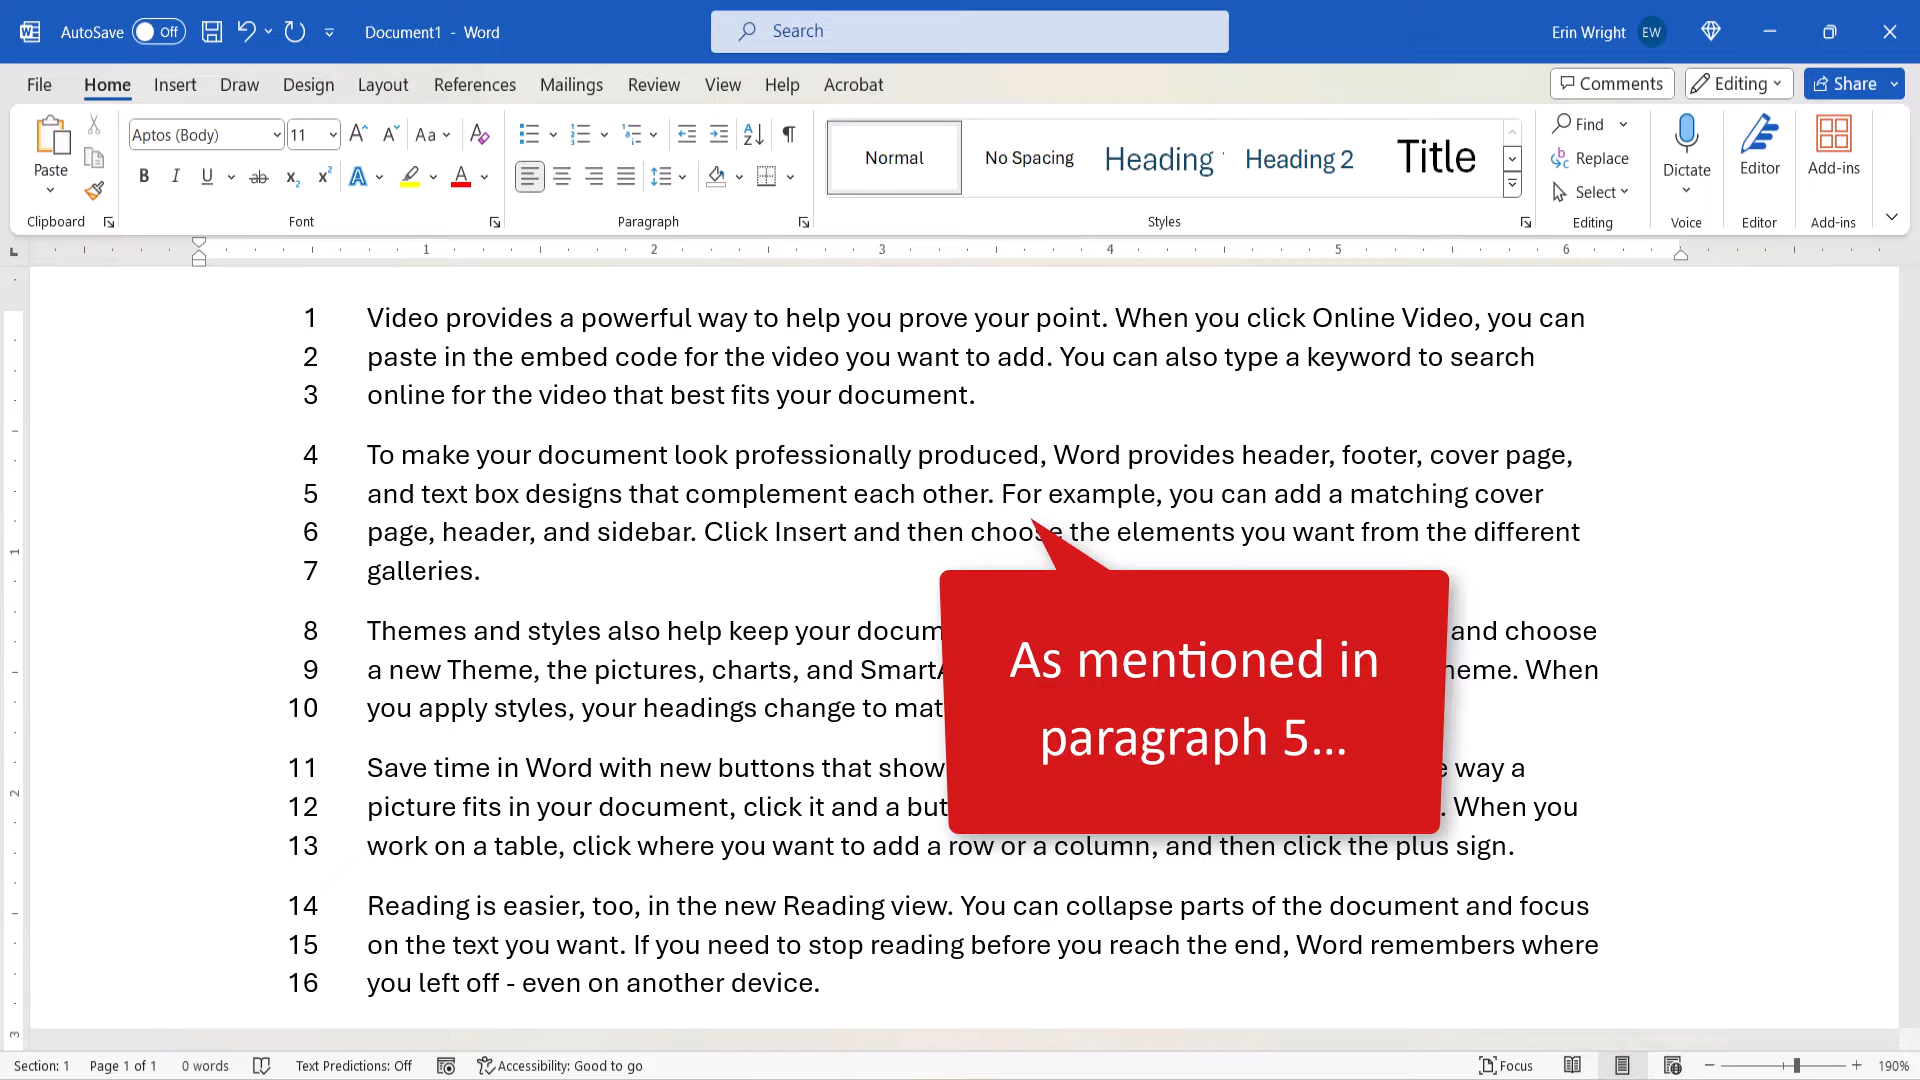 AutoSave Off Document1 - Word Search Erin Wright EW
File Home Insert Draw Design Layout References Mailings Review View Help Acrobat Comments Editing Share
Paste
Clipboard
Aptos (Body) 11
Font
Paragraph
Normal No Spacing Heading Heading 2 Title
Styles
Find
Replace
Select
Editing
Dictate
Voice
Editor
Editor
Add-ins
Add-ins
1 2 3 4 5 6
1 Video provides a powerful way to help you prove your point. When you click Online Video, you can
2 paste in the embed code for the video you want to add. You can also type a keyword to search
3 online for the video that best fits your document.
4 To make your document look professionally produced, Word provides header, footer, cover page,
5 and text box designs that complement each other. For example, you can add a matching cover
6 page, header, and sidebar. Click Insert and then choose the elements you want from the different
7 galleries.
8 Themes and styles also help keep your docum and choose
9 a new Theme, the pictures, charts, and SmartA heme. When
10 you apply styles, your headings change to mat
11 Save time in Word with new buttons that show way a
12 picture fits in your document, click it and a but . When you
13 work on a table, click where you want to add a row or a column, and then click the plus sign.
14 Reading is easier, too, in the new Reading view. You can collapse parts of the document and focus
15 on the text you want. If you need to stop reading before you reach the end, Word remembers where
16 you left off - even on another device.
As mentioned in
paragraph 5...
1
2
3
Section: 1 Page 1 of 1 0 words Text Predictions: Off Accessibility: Good to go Focus 190%